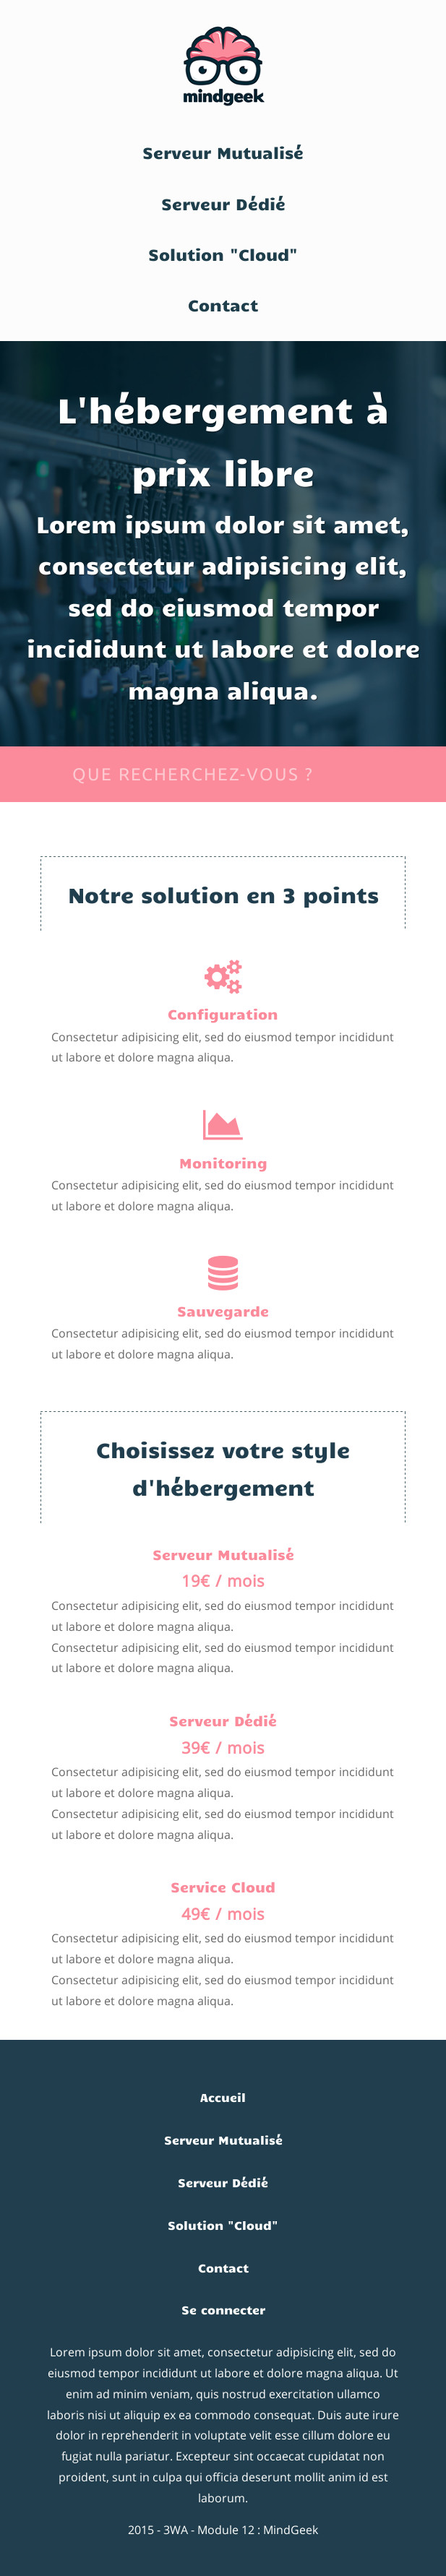 mindgeek
Serveur Mutualisé
Serveur Dédié
Solution "Cloud"
Contact
L'hébergement à
prix libre
Lorem ipsum dolor sit amet,
consectetur adipisicing elit,
sed do eiusmod tempor
incididunt ut labore et dolore
magna aliqua.
QUE RECHERCHEZ-VOUS ?
Notre solution en 3 points
Configuration
Consectetur adipisicing elit, sed do eiusmod tempor incididunt
ut labore et dolore magna aliqua.
Monitoring
Consectetur adipisicing elit, sed do eiusmod tempor incididunt
ut labore et dolore magna aliqua.
Sauvegarde
Consectetur adipisicing elit, sed do eiusmod tempor incididunt
ut labore et dolore magna aliqua.
Choisissez votre style
d'hébergement
Serveur Mutualisé
19€ / mois
Consectetur adipisicing elit, sed do eiusmod tempor incididunt
ut labore et dolore magna aliqua.
Consectetur adipisicing elit, sed do eiusmod tempor incididunt
ut labore et dolore magna aliqua.
Serveur Dédié
39€ / mois
Consectetur adipisicing elit, sed do eiusmod tempor incididunt
ut labore et dolore magna aliqua.
Consectetur adipisicing elit, sed do eiusmod tempor incididunt
ut labore et dolore magna aliqua.
Service Cloud
49€ / mois
Consectetur adipisicing elit, sed do eiusmod tempor incididunt
ut labore et dolore magna aliqua.
Consectetur adipisicing elit, sed do eiusmod tempor incididunt
ut labore et dolore magna aliqua.
Accueil
Serveur Mutualisé
Serveur Dédié
Solution "Cloud"
Contact
Se connecter
Lorem ipsum dolor sit amet, consectetur adipisicing elit, sed do
eiusmod tempor incididunt ut labore et dolore magna aliqua. Ut
enim ad minim veniam, quis nostrud exercitation ullamco
laboris nisi ut aliquip ex ea commodo consequat. Duis aute irure
dolor in reprehenderit in voluptate velit esse cillum dolore eu
fugiat nulla pariatur. Excepteur sint occaecat cupidatat non
proident, sunt in culpa qui officia deserunt mollit anim id est
laborum.
2015 - 3WA - Module 12 : MindGeek